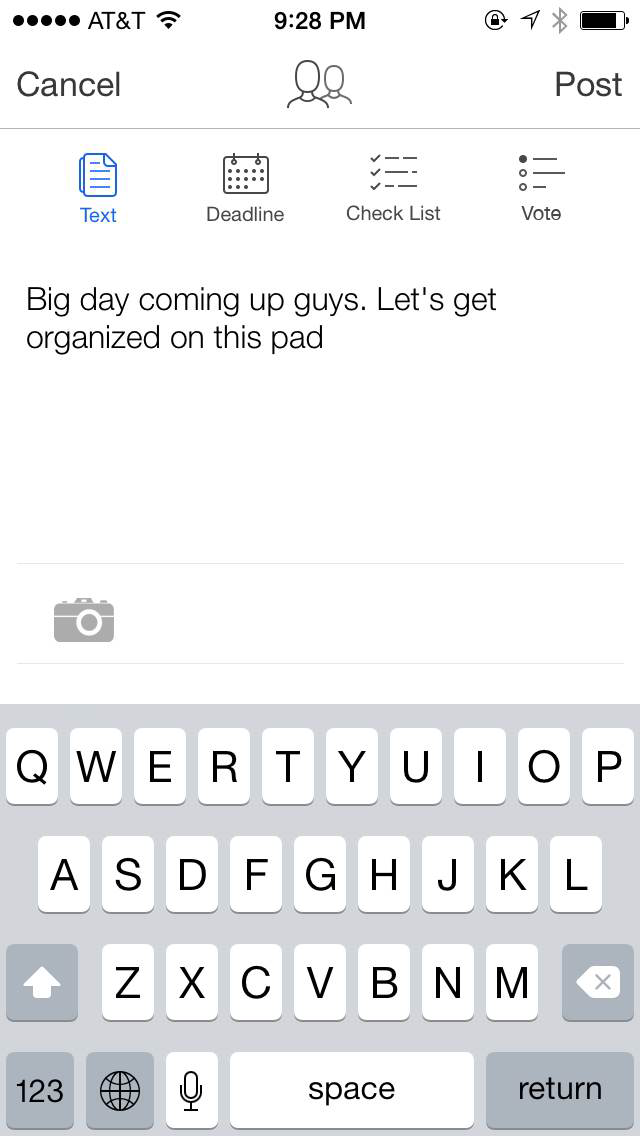 AT&T 9:28 PM
Cancel Post
Text Deadline Check List Vote
Big day coming up guys. Let's get
organized on this pad
Q W E R T Y U I O P
A S D F G H J K L
Z X C V B N M
123 space return